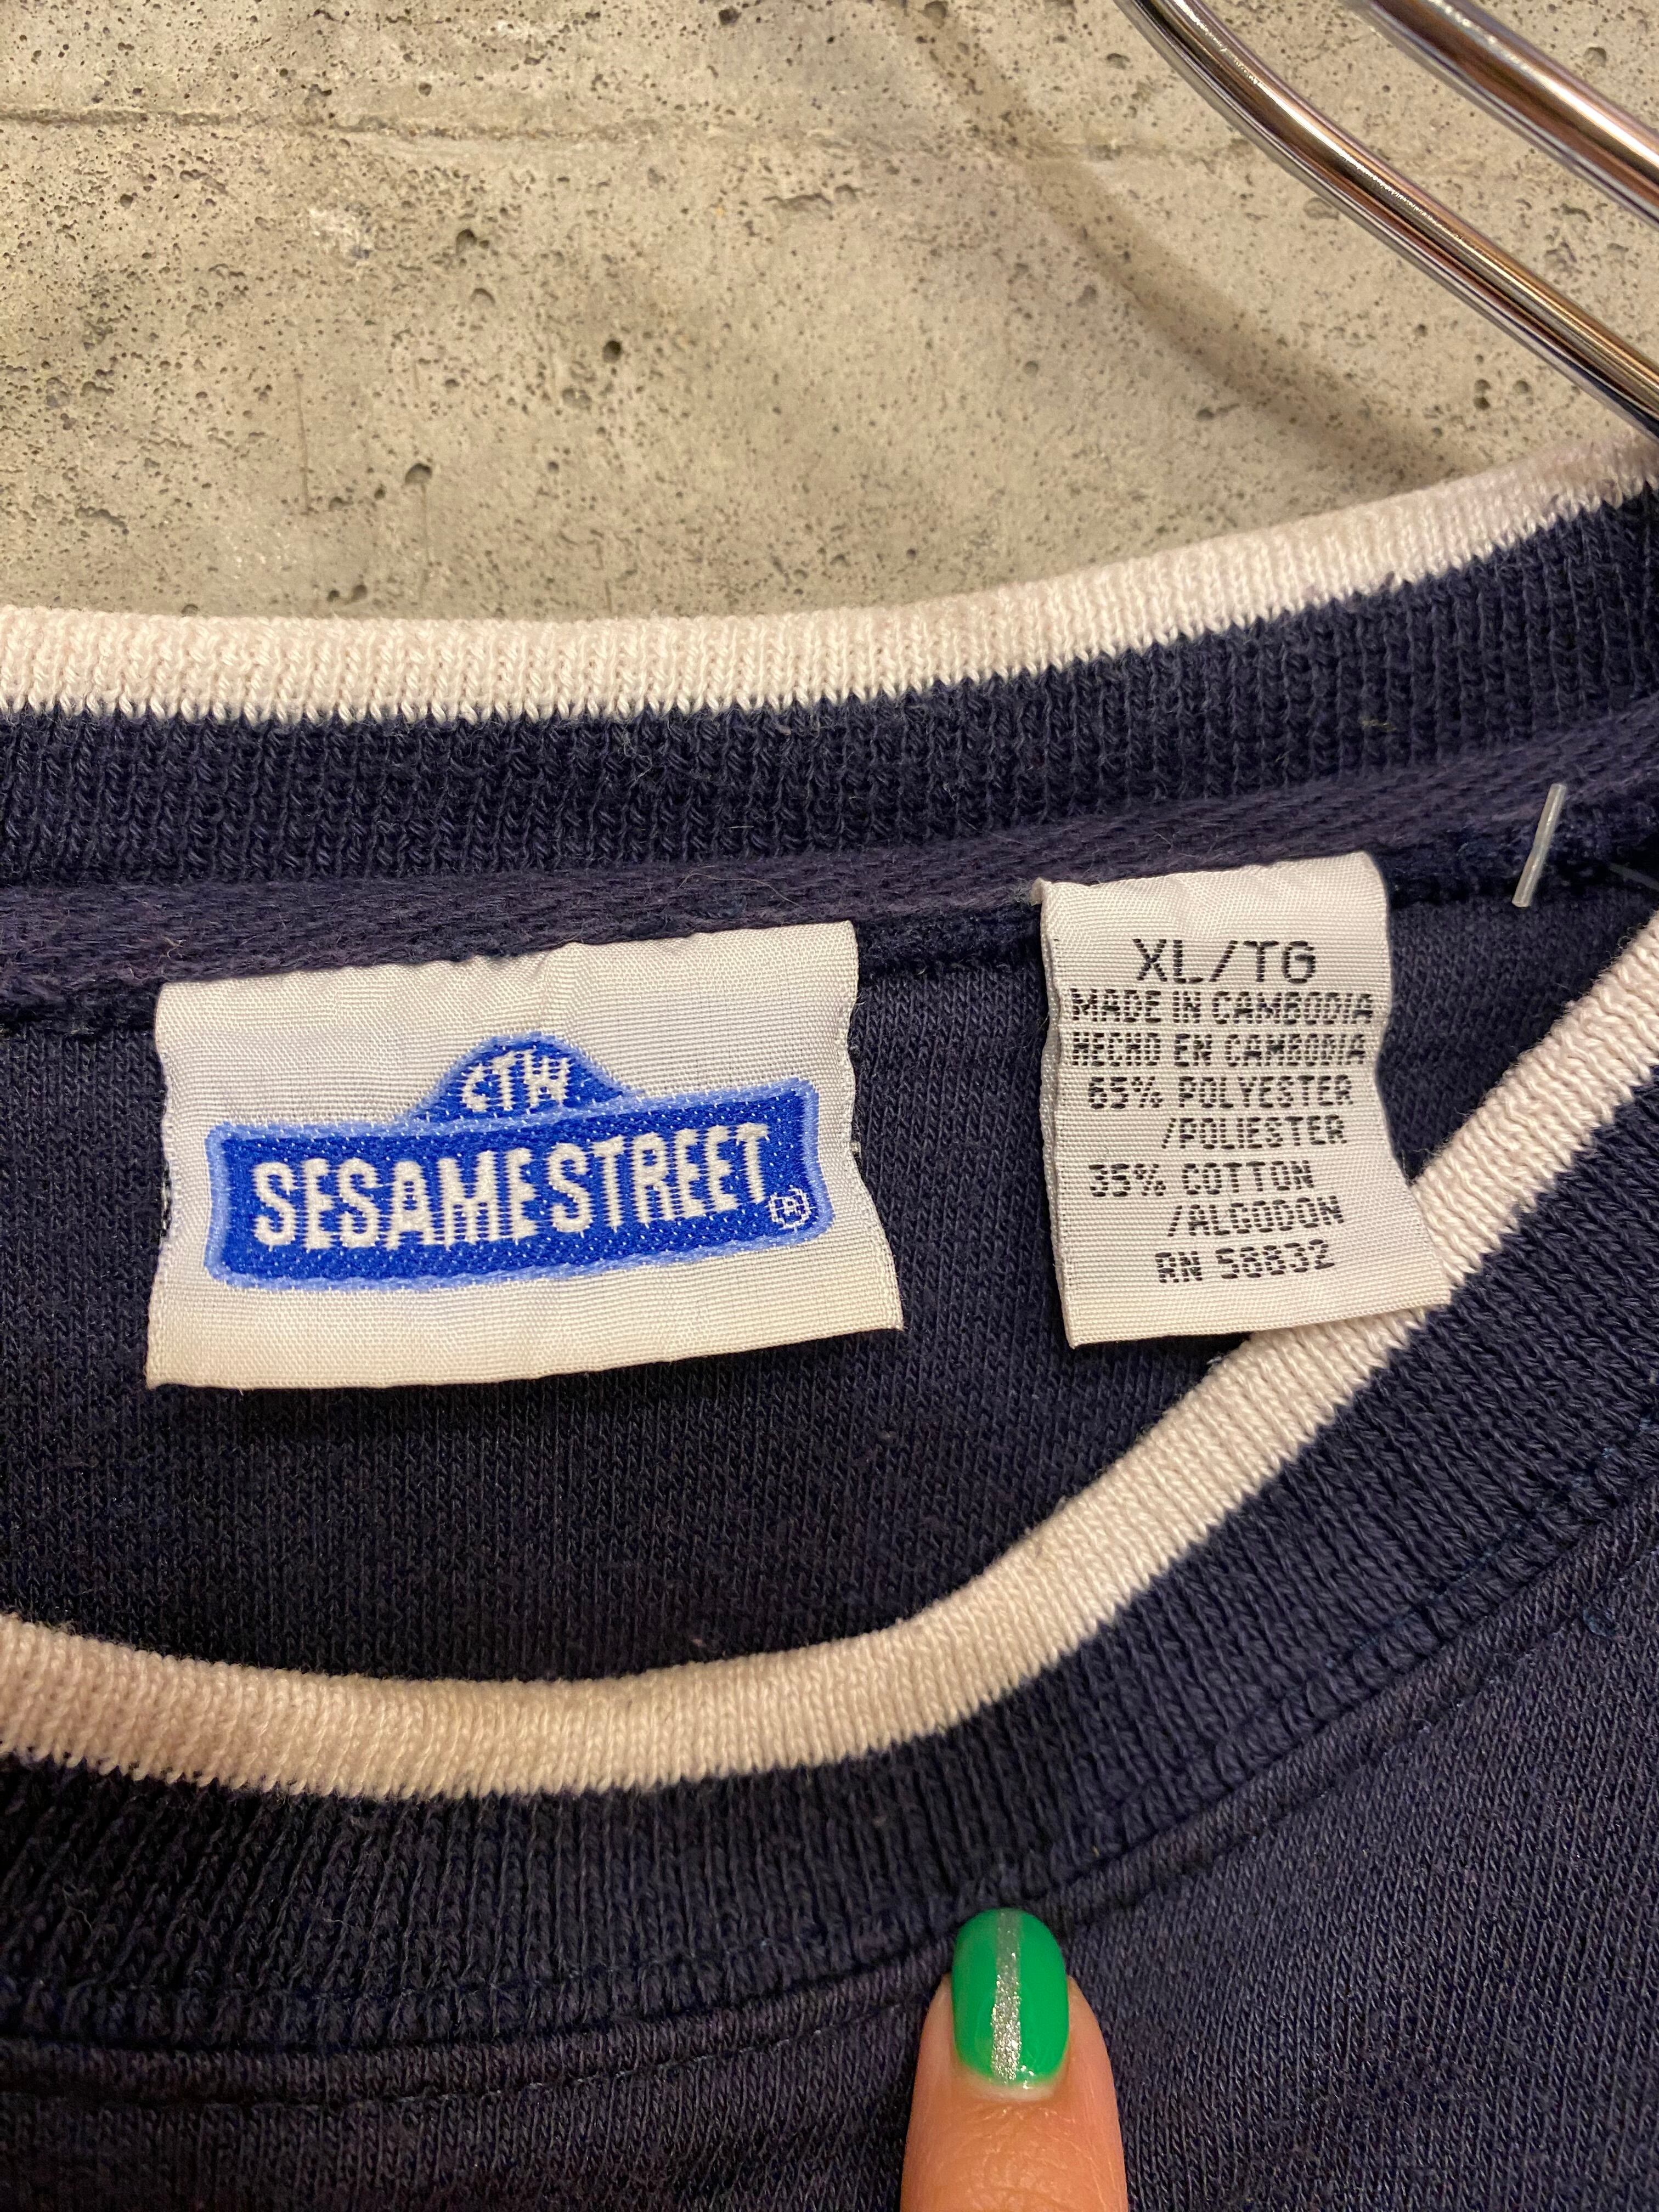 CTW
SESAME STREET ®
XL/TG
MADE IN CAMBODIA
HECHO EN CAMBODIA
65% POLYESTER
/POLIESTER
35% COTTON
/ALGODON
RN 58832